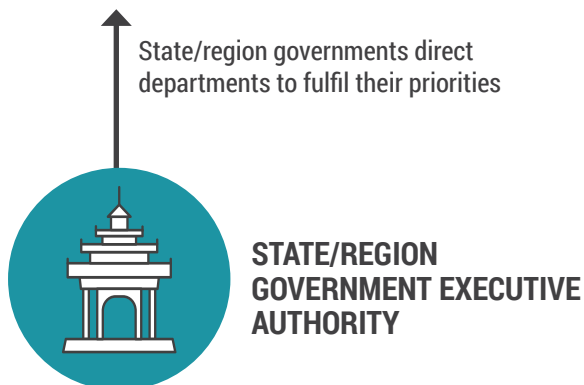 State/region governments direct
departments to fulfil their priorities
STATE/REGION
GOVERNMENT EXECUTIVE
AUTHORITY